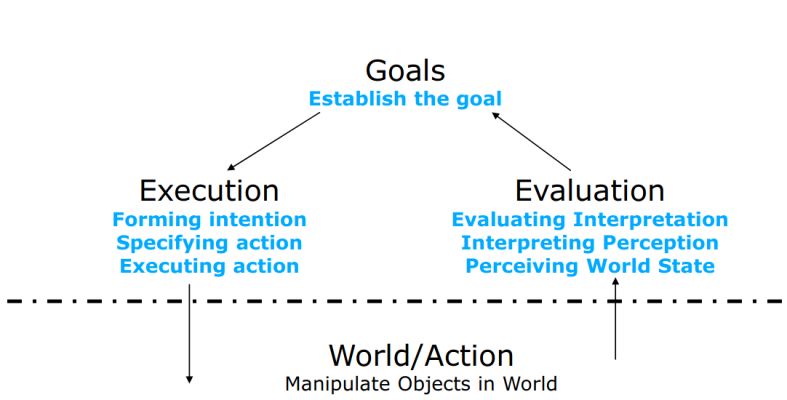 Goals
Establish the goal
Execution
Forming intention
Specifying action
Executing action
Evaluation
Evaluating Interpretation
Interpreting Perception
Perceiving World State
World/Action
Manipulate Objects in World